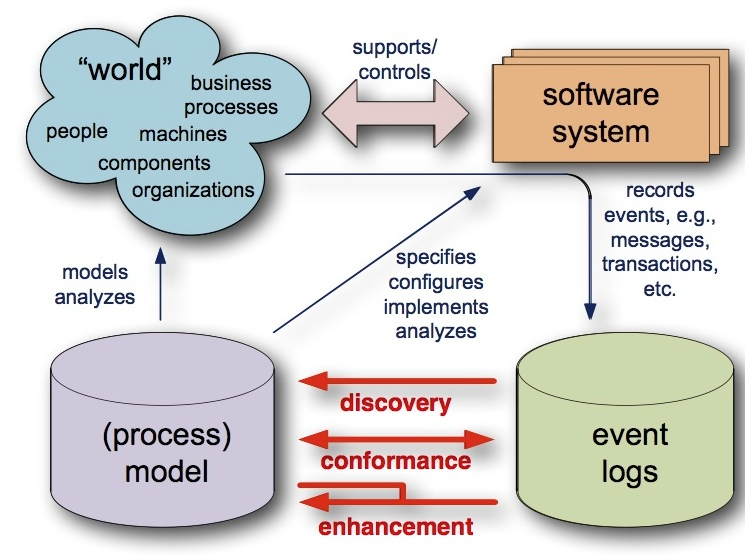 “world”
business
processes
people
machines
components
organizations
supports/
controls
software
system
records
events, e.g.,
messages,
transactions,
etc.
models
analyzes
specifies
configures
implements
analyzes
(process)
model
discovery
conformance
enhancement
event
logs